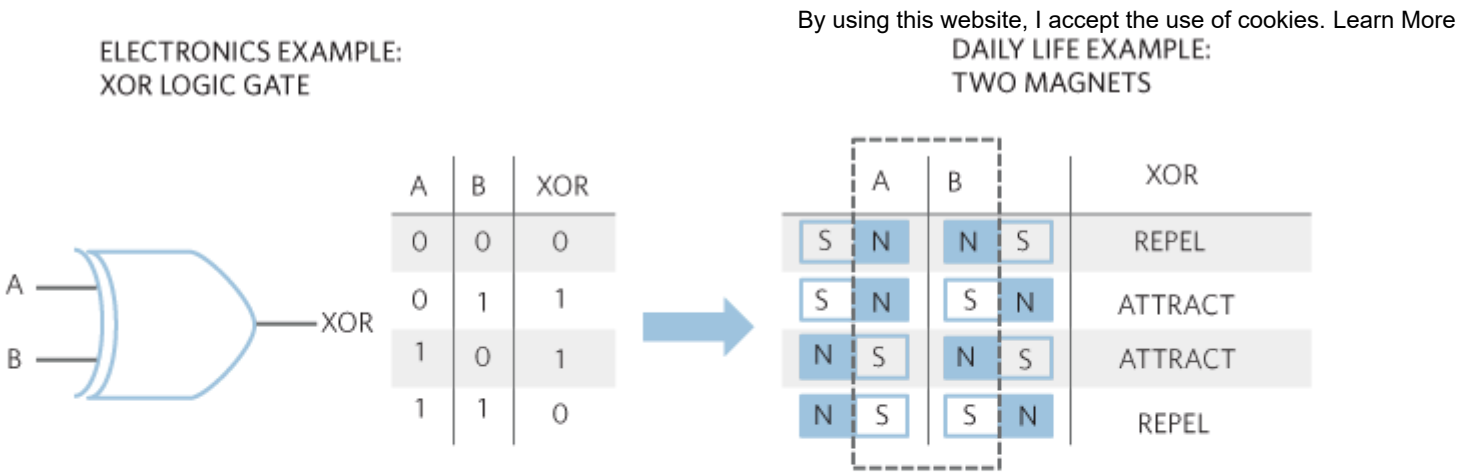 By using this website, I accept the use of cookies. Learn More
ELECTRONICS EXAMPLE:
XOR LOGIC GATE
A
B
XOR
A B XOR
0 0 0
0 1 1
1 0 1
1 1 0
DAILY LIFE EXAMPLE:
TWO MAGNETS
A B XOR
S N N S REPEL
S N S N ATTRACT
N S N S ATTRACT
N S S N REPEL